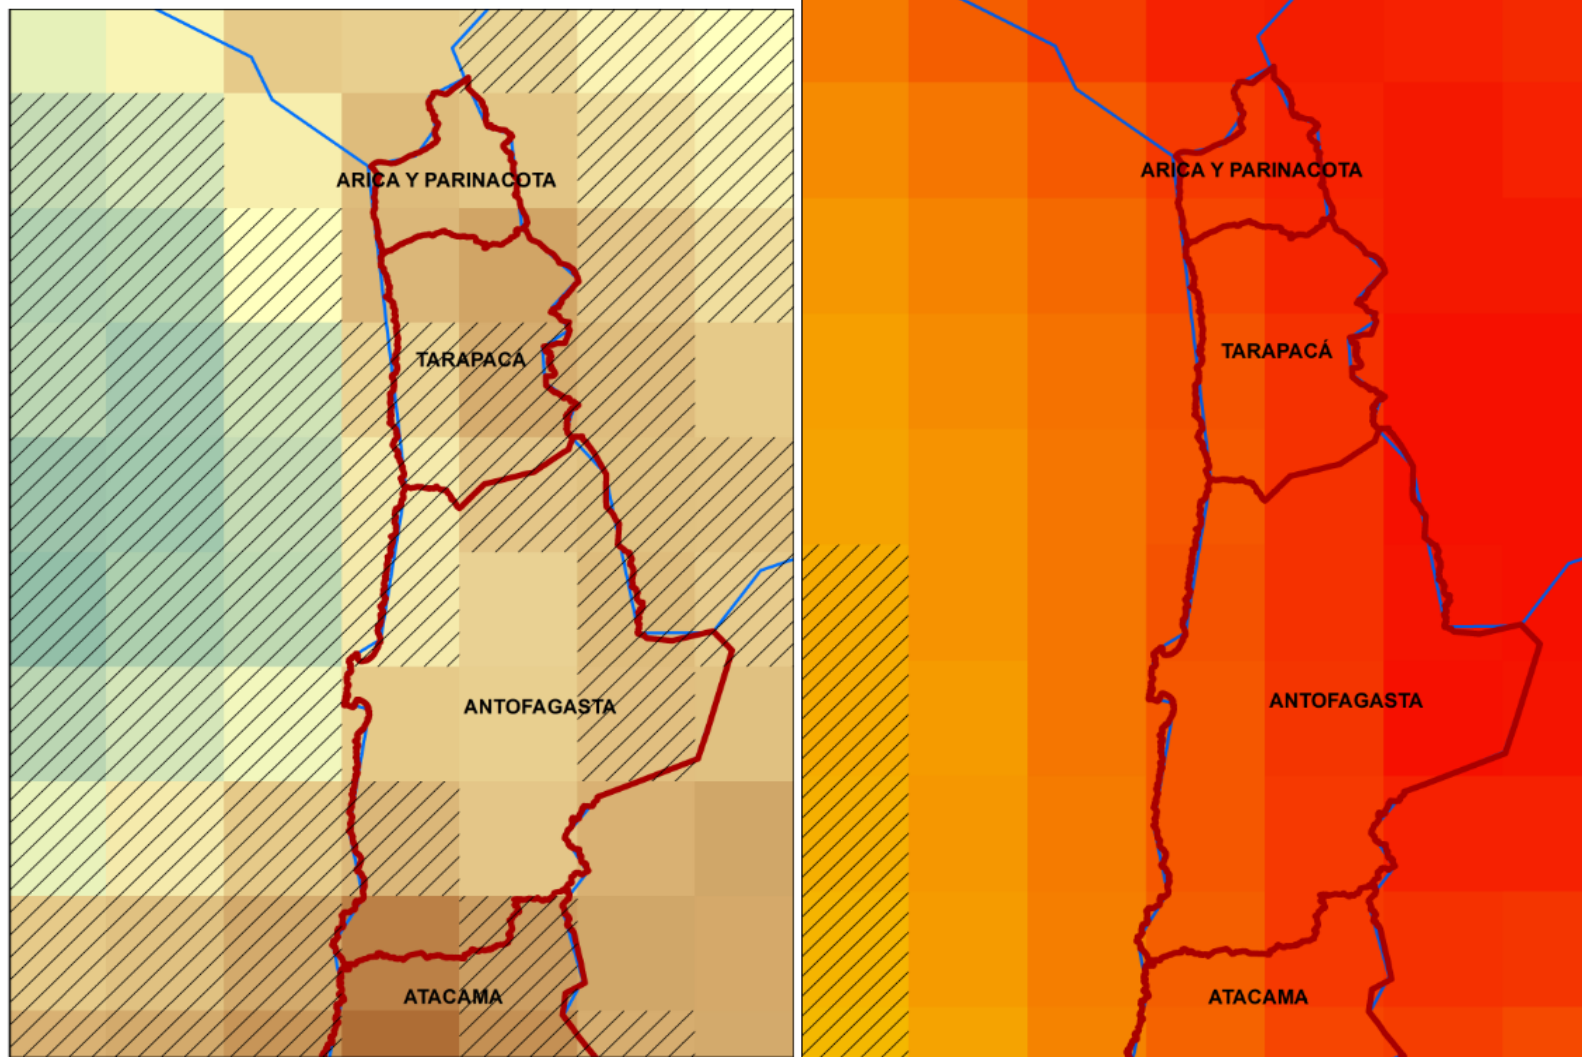 ARICA Y PARINACOTA
TARAPACÁ
ANTOFAGASTA
ATACAMA
ARICA Y PARINACOTA
TARAPACÁ
ANTOFAGASTA
ATACAMA